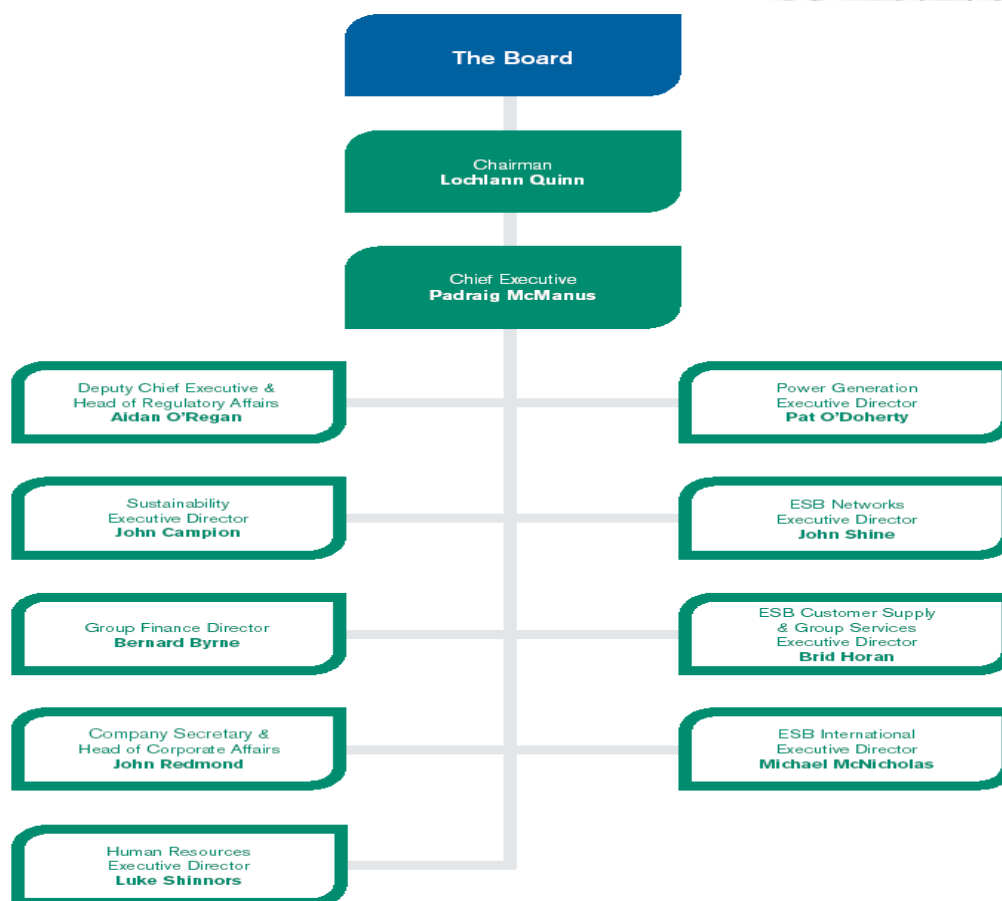 The Board
Chairman
Lochlann Quinn
Chief Executive
Padraig McManus
Deputy Chief Executive &
Head of Regulatory Affairs
Aidan O'Regan
Power Generation
Executive Director
Pat O'Doherty
Sustainability
Executive Director
John Campion
ESB Networks
Executive Director
John Shine
Group Finance Director
Bernard Byrne
ESB Customer Supply
& Group Services
Executive Director
Brid Horan
Company Secretary &
Head of Corporate Affairs
John Redmond
ESB International
Executive Director
Michael McNicholas
Human Resources
Executive Director
Luke Shinnors